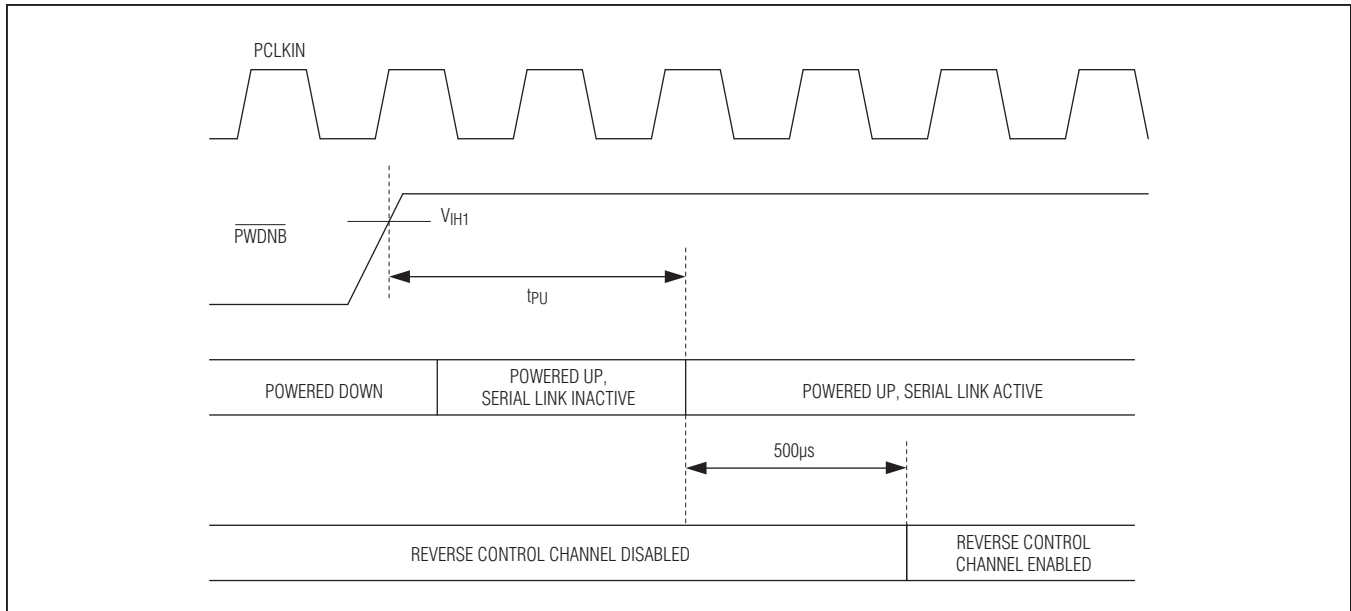 PCLKIN
VIH1
PWDNB
tPU
POWERED DOWN
POWERED UP,
SERIAL LINK INACTIVE
POWERED UP, SERIAL LINK ACTIVE
500µs
REVERSE CONTROL CHANNEL DISABLED
REVERSE CONTROL
CHANNEL ENABLED